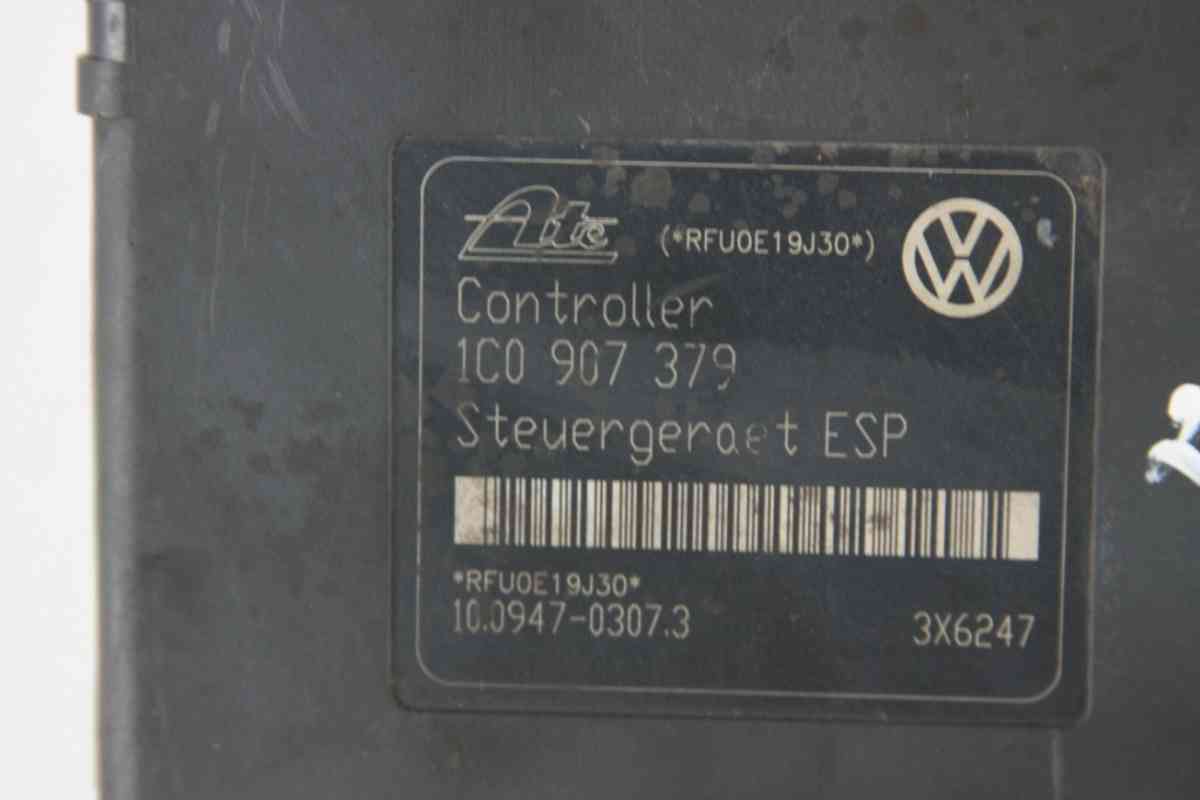 Ate (*RFU0E19J30*)
Controller
1C0 907 379
Steuergeraet ESP
*RFU0E19J30*
10.0947-0307.3 3X6247